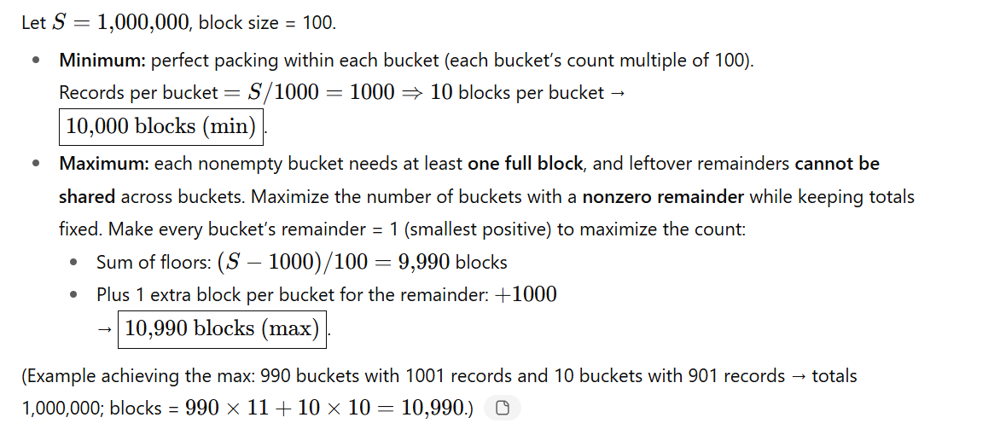 Let S = 1,000,000, block size = 100.
• Minimum: perfect packing within each bucket (each bucket's count multiple of 100).
Records per bucket = S/1000 = 1000 ⇒ 10 blocks per bucket →
10,000 blocks (min).
• Maximum: each nonempty bucket needs at least one full block, and leftover remainders cannot be
shared across buckets. Maximize the number of buckets with a nonzero remainder while keeping totals
fixed. Make every bucket's remainder = 1 (smallest positive) to maximize the count:
• Sum of floors: (S − 1000)/100 = 9,990 blocks
• Plus 1 extra block per bucket for the remainder: +1000
→ 10,990 blocks (max).
(Example achieving the max: 990 buckets with 1001 records and 10 buckets with 901 records → totals
1,000,000; blocks = 990 × 11 + 10 × 10 = 10,990.)